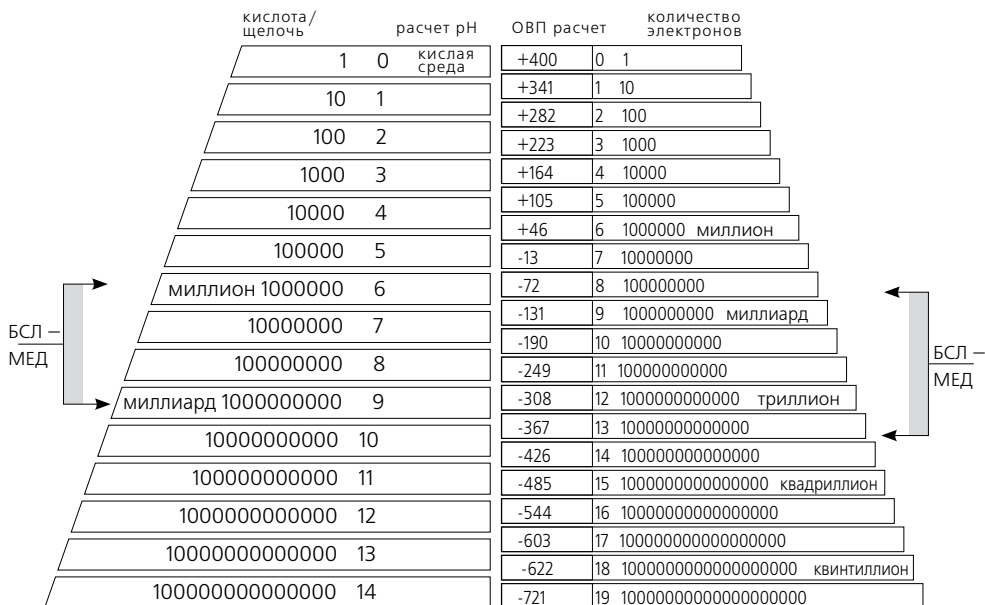 кислота/
щелочь
расчет pH
1 0 кислая
среда
10 1
100 2
1000 3
10000 4
100000 5
миллион 1000000 6
10000000 7
100000000 8
миллиард 1000000000 9
10000000000 10
100000000000 11
1000000000000 12
10000000000000 13
100000000000000 14
БСЛ –
МЕД
ОВП расчет
количество
электронов
+400 0 1
+341 1 10
+282 2 100
+223 3 1000
+164 4 10000
+105 5 100000
+46 6 1000000 миллион
-13 7 10000000
-72 8 100000000
-131 9 1000000000 миллиард
-190 10 10000000000
-249 11 100000000000
-308 12 1000000000000 триллион
-367 13 10000000000000
-426 14 100000000000000
-485 15 1000000000000000 квадриллион
-544 16 10000000000000000
-603 17 100000000000000000
-622 18 1000000000000000000 квинтиллион
-721 19 10000000000000000000
БСЛ –
МЕД